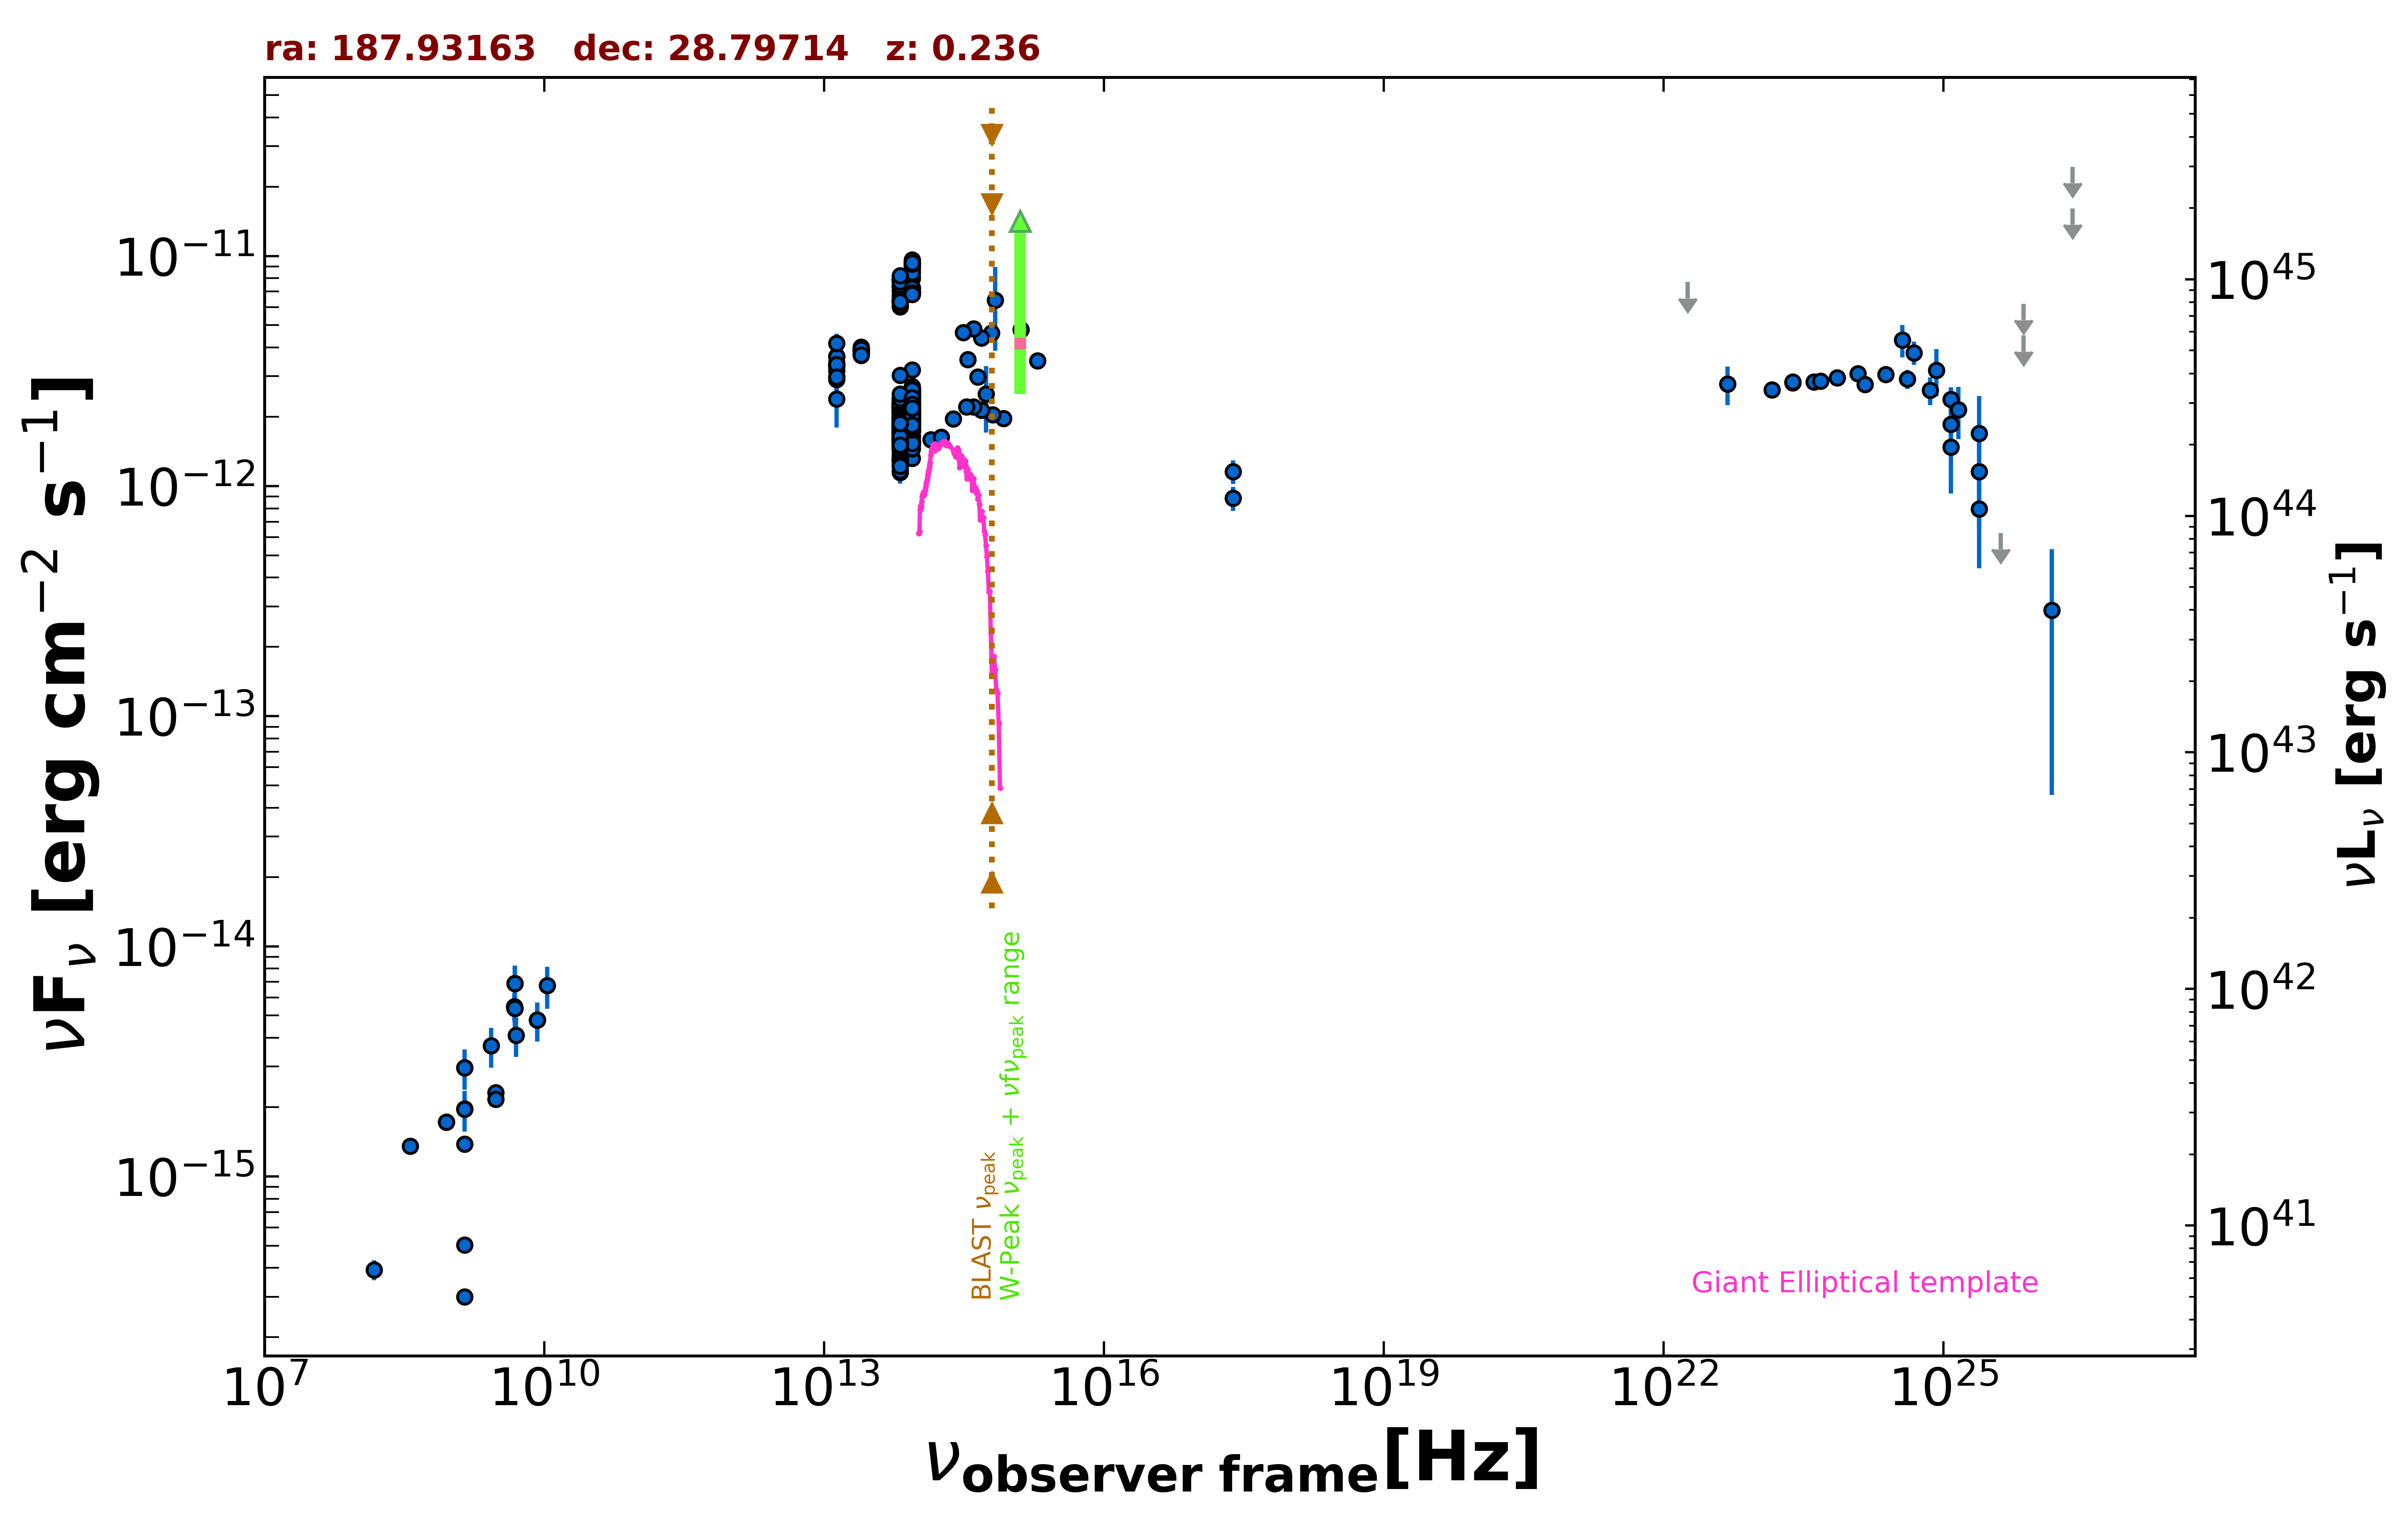 ra: 187.93163   dec: 28.79714   z: 0.236
νFν [erg cm−2 s−1]
10−11
10−12
10−13
10−14
10−15
1045
1044
1043
1042
1041
νLν [erg s−1]
BLAST νpeak
W-Peak νpeak + νfνpeak range
Giant Elliptical template
107 1010 1013 1016 1019 1022 1025
νobserver frame[Hz]